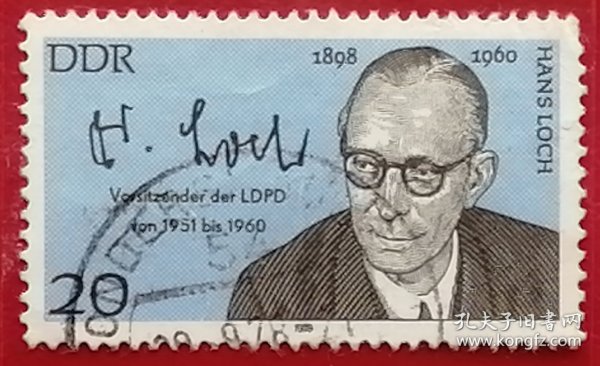 DDR
1898 1960
HANS LOCH
H. Loch
Vorsitzender der LDPD
von 1951 bis 1960
20
1989
孔夫子旧书网
www.kongfz.com